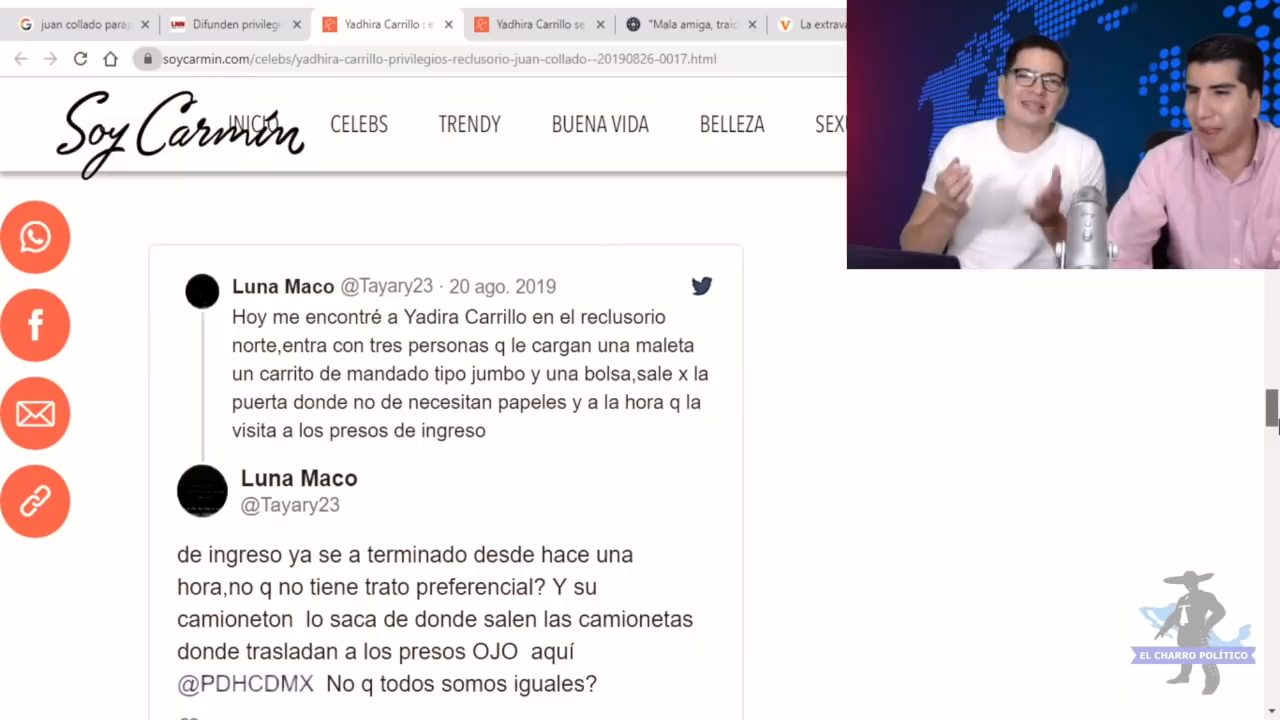 juan collado parap
Difunden privilegi
Yadhira Carrillo : e
Yadhira Carrillo se
"Mala amiga, traic
La extrava
soycarmin.com/celebs/yadhira-carrillo-privilegios-reclusorio-juan-collado--20190826-0017.html
Soy Carmín
INICIO
CELEBS
TRENDY
BUENA VIDA
BELLEZA
SEX
Luna Maco @Tayary23 · 20 ago. 2019
Hoy me encontré a Yadira Carrillo en el reclusorio
norte,entra con tres personas q le cargan una maleta
un carrito de mandado tipo jumbo y una bolsa,sale x la
puerta donde no de necesitan papeles y a la hora q la
visita a los presos de ingreso
Luna Maco
@Tayary23
de ingreso ya se a terminado desde hace una
hora,no q no tiene trato preferencial? Y su
camioneton lo saca de donde salen las camionetas
donde trasladan a los presos OJO aquí
@PDHCDMX No q todos somos iguales?
EL CHARRO POLÍTICO